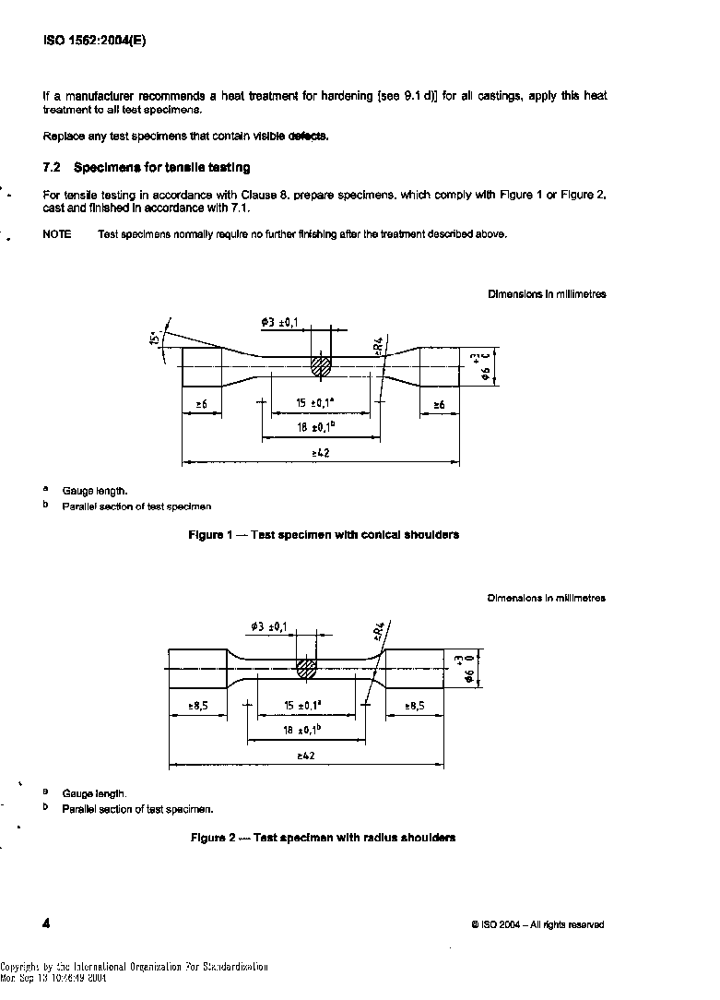 ISO 1562:2004(E)
If a manufacturer recommends a heat treatment for hardening [see 9.1 d)] for all castings, apply this heat
treatment to all test specimens.
Replace any test specimens that contain visible defects.
7.2 Specimens for tensile testing
For tensile testing in accordance with Clause 8, prepare specimens, which comply with Figure 1 or Figure 2,
cast and finished in accordance with 7.1.
NOTE Test specimens normally require no further finishing after the treatment described above.
Dimensions in millimetres
15°
ϕ3 ±0,1
≥R4
ϕ6 +3 0
≥6
15 ±0,1a
≥6
18 ±0,1b
≥42
a Gauge length.
b Parallel section of test specimen
Figure 1 — Test specimen with conical shoulders
Dimensions in millimetres
ϕ3 ±0,1
≥R4
ϕ6 +3 0
≥8,5
15 ±0,1a
≥8,5
18 ±0,1b
≥42
a Gauge length.
b Parallel section of test specimen.
Figure 2 — Test specimen with radius shoulders
4
© ISO 2004 – All rights reserved
Copyright by the International Organization For Standardization
Mon Sep 13 10:46:49 2004